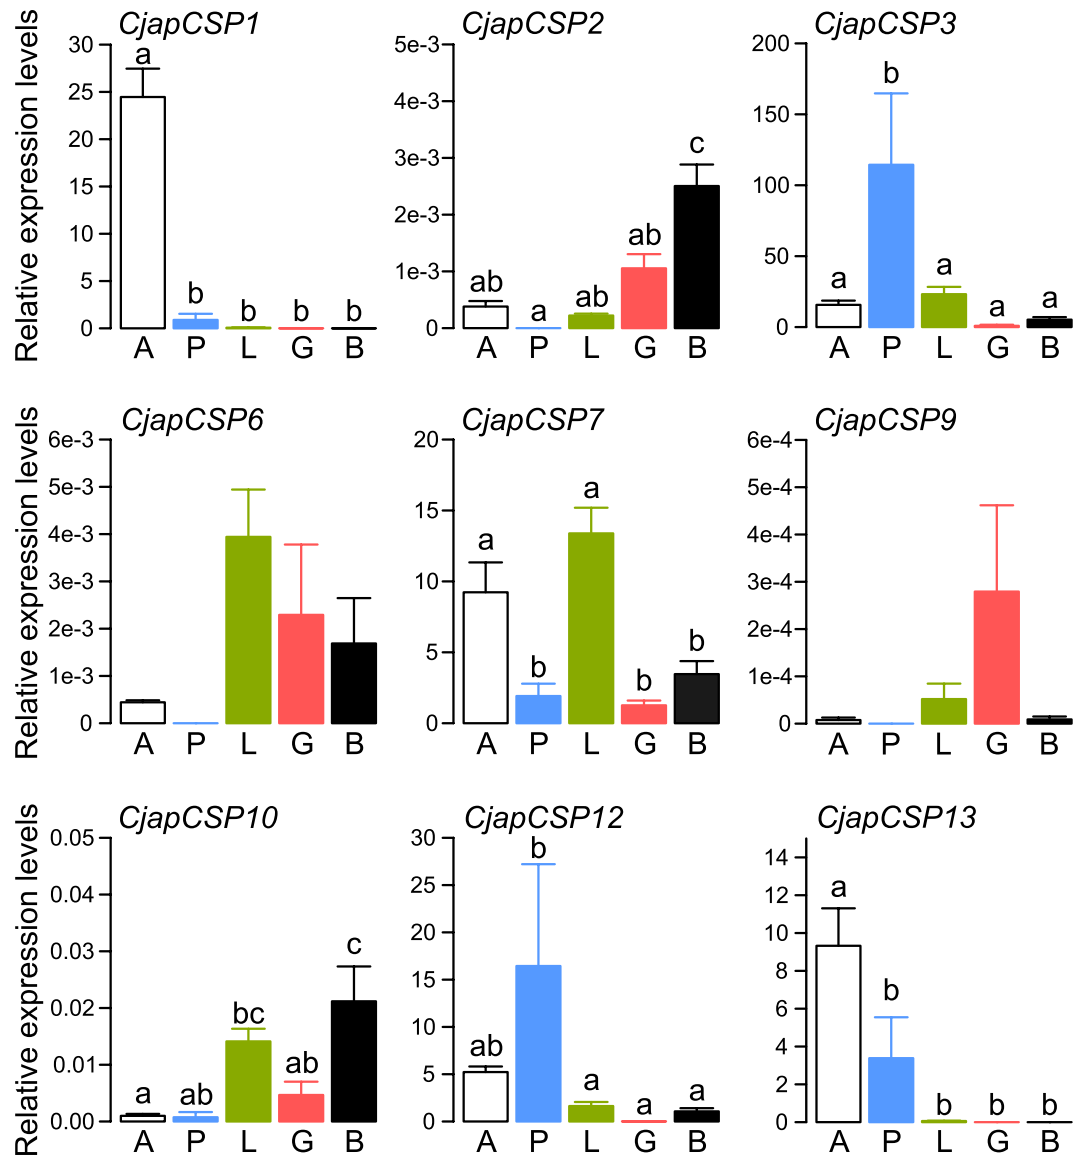 CjapCSP1 CjapCSP2 CjapCSP3
Relative expression levels
30 25 20 15 10 5 0
a b b b b
A P L G B
5e-3 4e-3 3e-3 2e-3 1e-3 0
ab a ab ab c
A P L G B
200 150 100 50 0
a b a a a
A P L G B
CjapCSP6 CjapCSP7 CjapCSP9
Relative expression levels
6e-3 5e-3 4e-3 3e-3 2e-3 1e-3 0
A P L G B
20 15 10 5 0
a b a b b
A P L G B
6e-4 5e-4 4e-4 3e-4 2e-4 1e-4 0
A P L G B
CjapCSP10 CjapCSP12 CjapCSP13
Relative expression levels
0.05 0.04 0.03 0.02 0.01 0.00
a ab bc ab c
A P L G B
30 25 20 15 10 5 0
ab b a a a
A P L G B
14 12 10 8 6 4 2 0
a b b b b
A P L G B